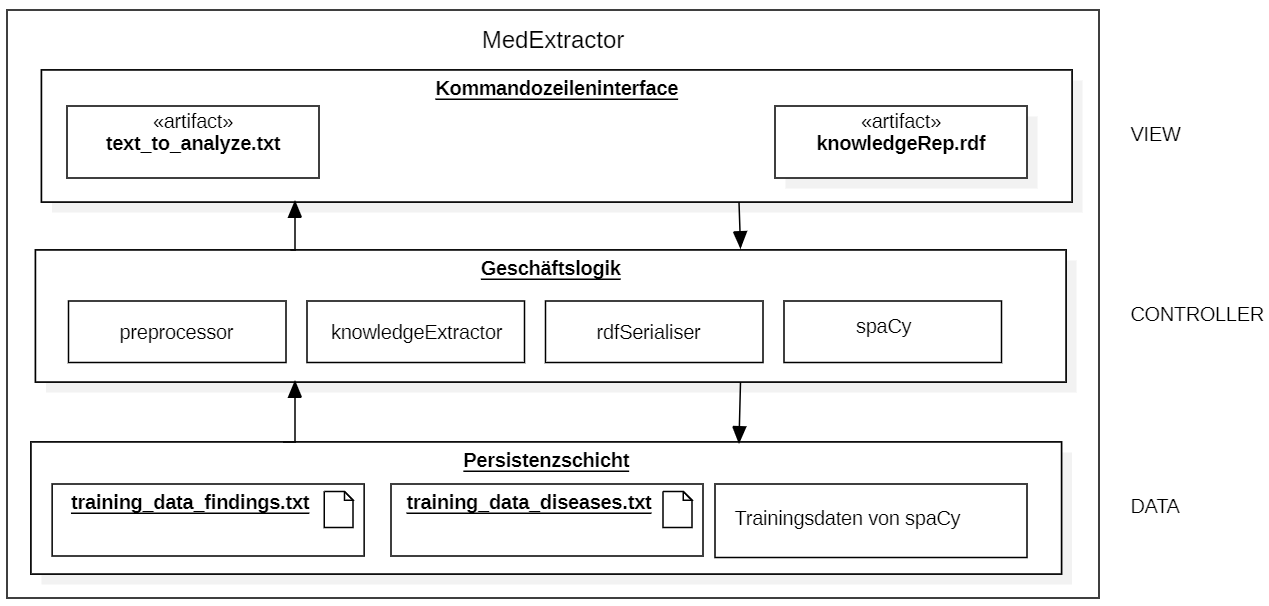 MedExtractor
Kommandozeileninterface
«artifact»
text_to_analyze.txt
«artifact»
knowledgeRep.rdf
VIEW
Geschäftslogik
preprocessor
knowledgeExtractor
rdfSerialiser
spaCy
CONTROLLER
Persistenzschicht
training_data_findings.txt
training_data_diseases.txt
Trainingsdaten von spaCy
DATA